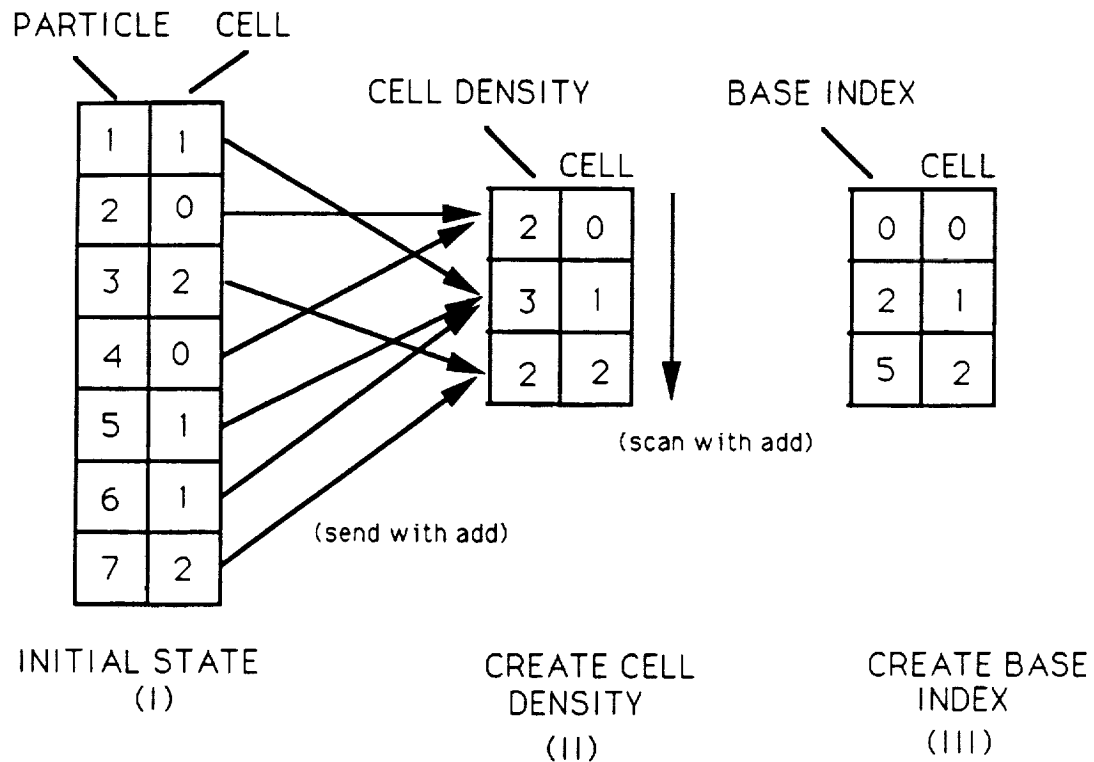 PARTICLE CELL
CELL DENSITY
BASE INDEX
CELL
CELL
1 1
2 0
3 2
4 0
5 1
6 1
7 2
2 0
3 1
2 2
0 0
2 1
5 2
(scan with add)
(send with add)
INITIAL STATE
(I)
CREATE CELL
DENSITY
(II)
CREATE BASE
INDEX
(III)